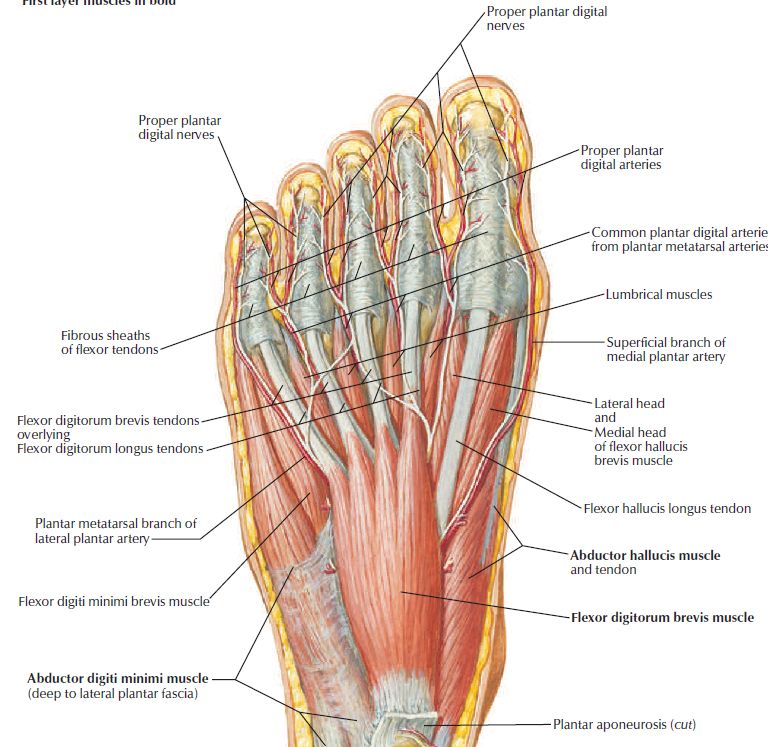 First layer muscles in bold
Proper plantar digital
nerves
Proper plantar
digital nerves
Proper plantar
digital arteries
Common plantar digital arterie
from plantar metatarsal arteries
Lumbrical muscles
Fibrous sheaths
of flexor tendons
Superficial branch of
medial plantar artery
Flexor digitorum brevis tendons
overlying
Flexor digitorum longus tendons
Lateral head
and
Medial head
of flexor hallucis
brevis muscle
Flexor hallucis longus tendon
Plantar metatarsal branch of
lateral plantar artery
Abductor hallucis muscle
and tendon
Flexor digiti minimi brevis muscle
Flexor digitorum brevis muscle
Abductor digiti minimi muscle
(deep to lateral plantar fascia)
Plantar aponeurosis (cut)